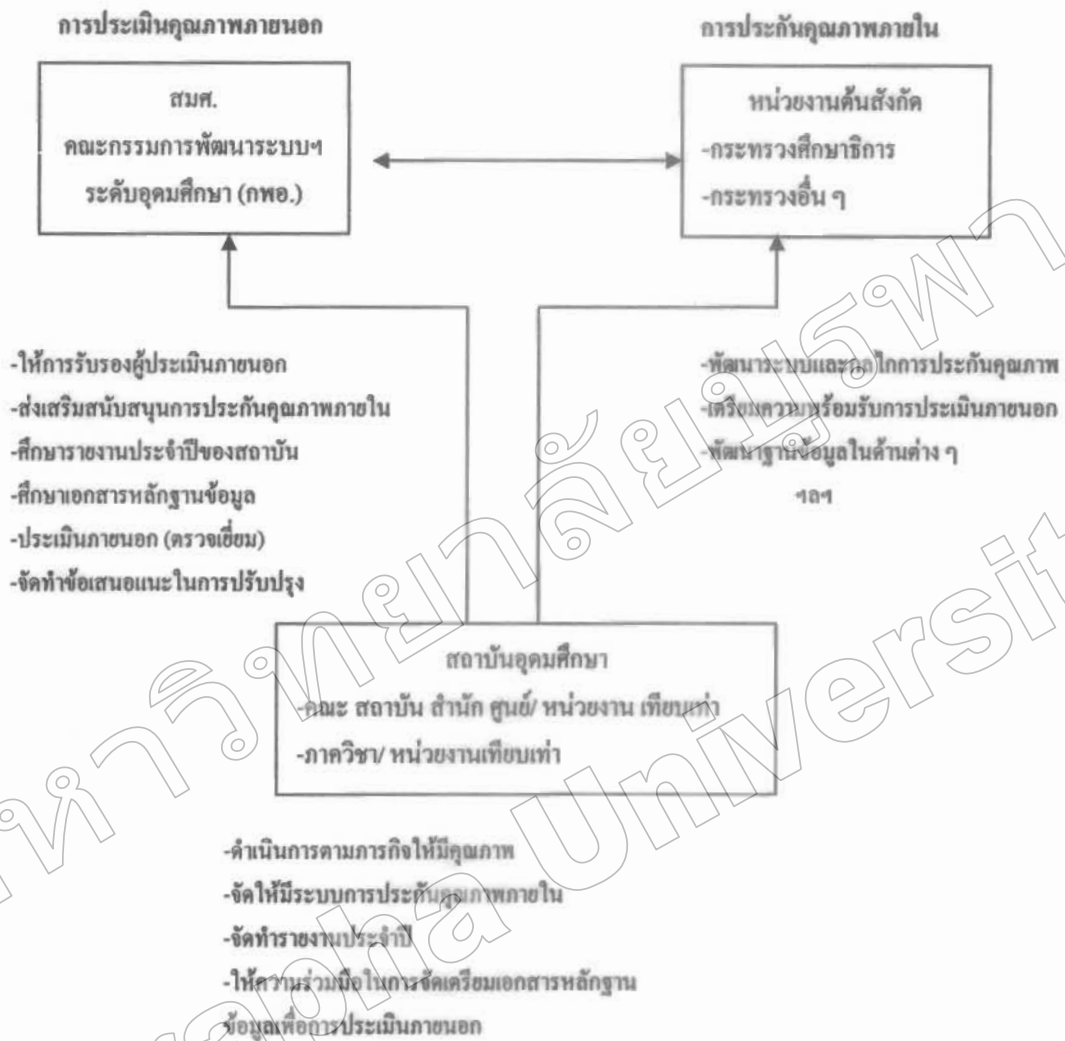 การประเมินคุณภาพภายนอก
สมศ.
คณะกรรมการพัฒนาระบบฯ
ระดับอุดมศึกษา (กพอ.)
การประกันคุณภาพภายใน
หน่วยงานต้นสังกัด
-กระทรวงศึกษาธิการ
-กระทรวงอื่น ๆ
-ให้การรับรองผู้ประเมินภายนอก
-ส่งเสริมสนับสนุนการประกันคุณภาพภายใน
-ศึกษารายงานประจำปีของสถาบัน
-ศึกษาเอกสารหลักฐานข้อมูล
-ประเมินภายนอก (ตรวจเยี่ยม)
-จัดทำข้อเสนอแนะในการปรับปรุง
-พัฒนาระบบและกลไกการประกันคุณภาพ
-เตรียมความพร้อมรับการประเมินภายนอก
-พัฒนาฐานข้อมูลในด้านต่าง ๆ
ฯลฯ
สถาบันอุดมศึกษา
-คณะ สถาบัน สำนัก ศูนย์/ หน่วยงาน เทียบเท่า
-ภาควิชา/ หน่วยงานเทียบเท่า
-ดำเนินการตามภารกิจให้มีคุณภาพ
-จัดให้มีระบบการประกันคุณภาพภายใน
-จัดทำรายงานประจำปี
-ให้ความร่วมมือในการจัดเตรียมเอกสารหลักฐาน
ข้อมูลเพื่อการประเมินภายนอก
มหาวิทยาลัยบูรพา
Burapha University